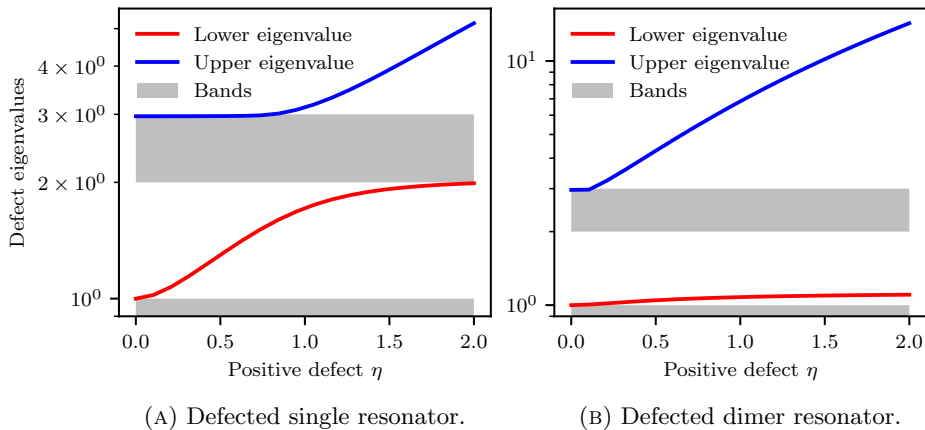 Defect eigenvalues
4 × 10⁰
3 × 10⁰
2 × 10⁰
10⁰
Lower eigenvalue
Upper eigenvalue
Bands
0.0 0.5 1.0 1.5 2.0
Positive defect η
(A) Defected single resonator.
10¹
10⁰
Lower eigenvalue
Upper eigenvalue
Bands
0.0 0.5 1.0 1.5 2.0
Positive defect η
(B) Defected dimer resonator.